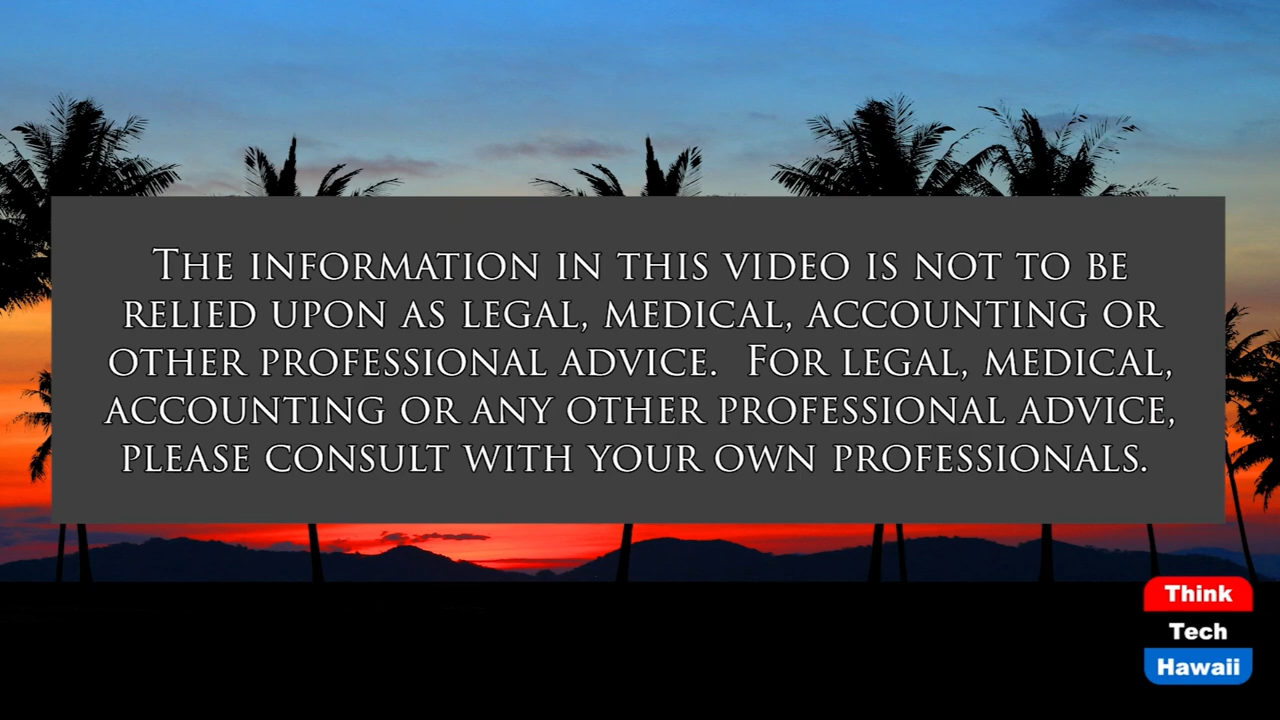 The information in this video is not to be
relied upon as legal, medical, accounting or
other professional advice.  For legal, medical,
accounting or any other professional advice,
please consult with your own professionals.
Think
Tech
Hawaii